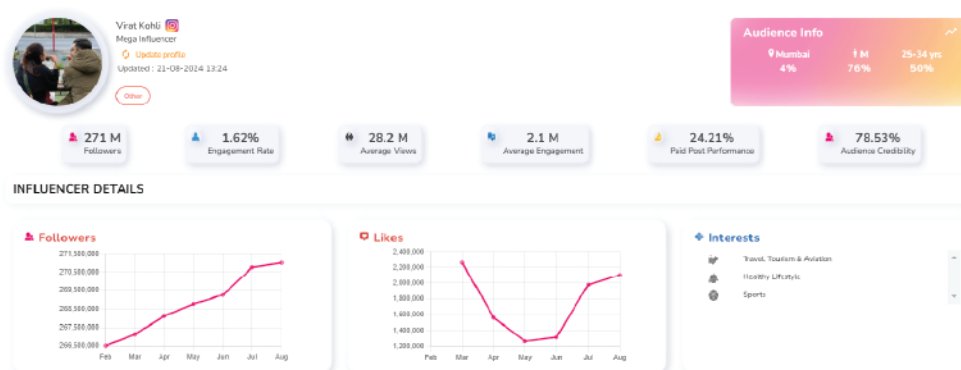 Virat Kohli
Mega Influencer
Update profile
Updated : 21-08-2024 13:24
Other
Audience Info
Mumbai
4%
M
76%
25-34 yrs
50%
271 M
Followers
1.62%
Engagement Rate
28.2 M
Average Views
2.1 M
Average Engagement
24.21%
Paid Post Performance
78.53%
Audience Credibility
INFLUENCER DETAILS
Followers
271,500,000
270,500,000
269,500,000
268,500,000
267,500,000
266,500,000
Feb Mar Apr May Jun Jul Aug
Likes
2,400,000
2,200,000
2,000,000
1,800,000
1,600,000
1,400,000
1,200,000
Feb Mar Apr May Jun Jul Aug
Interests
Travel, Tourism & Aviation
Healthy Lifestyle
Sports